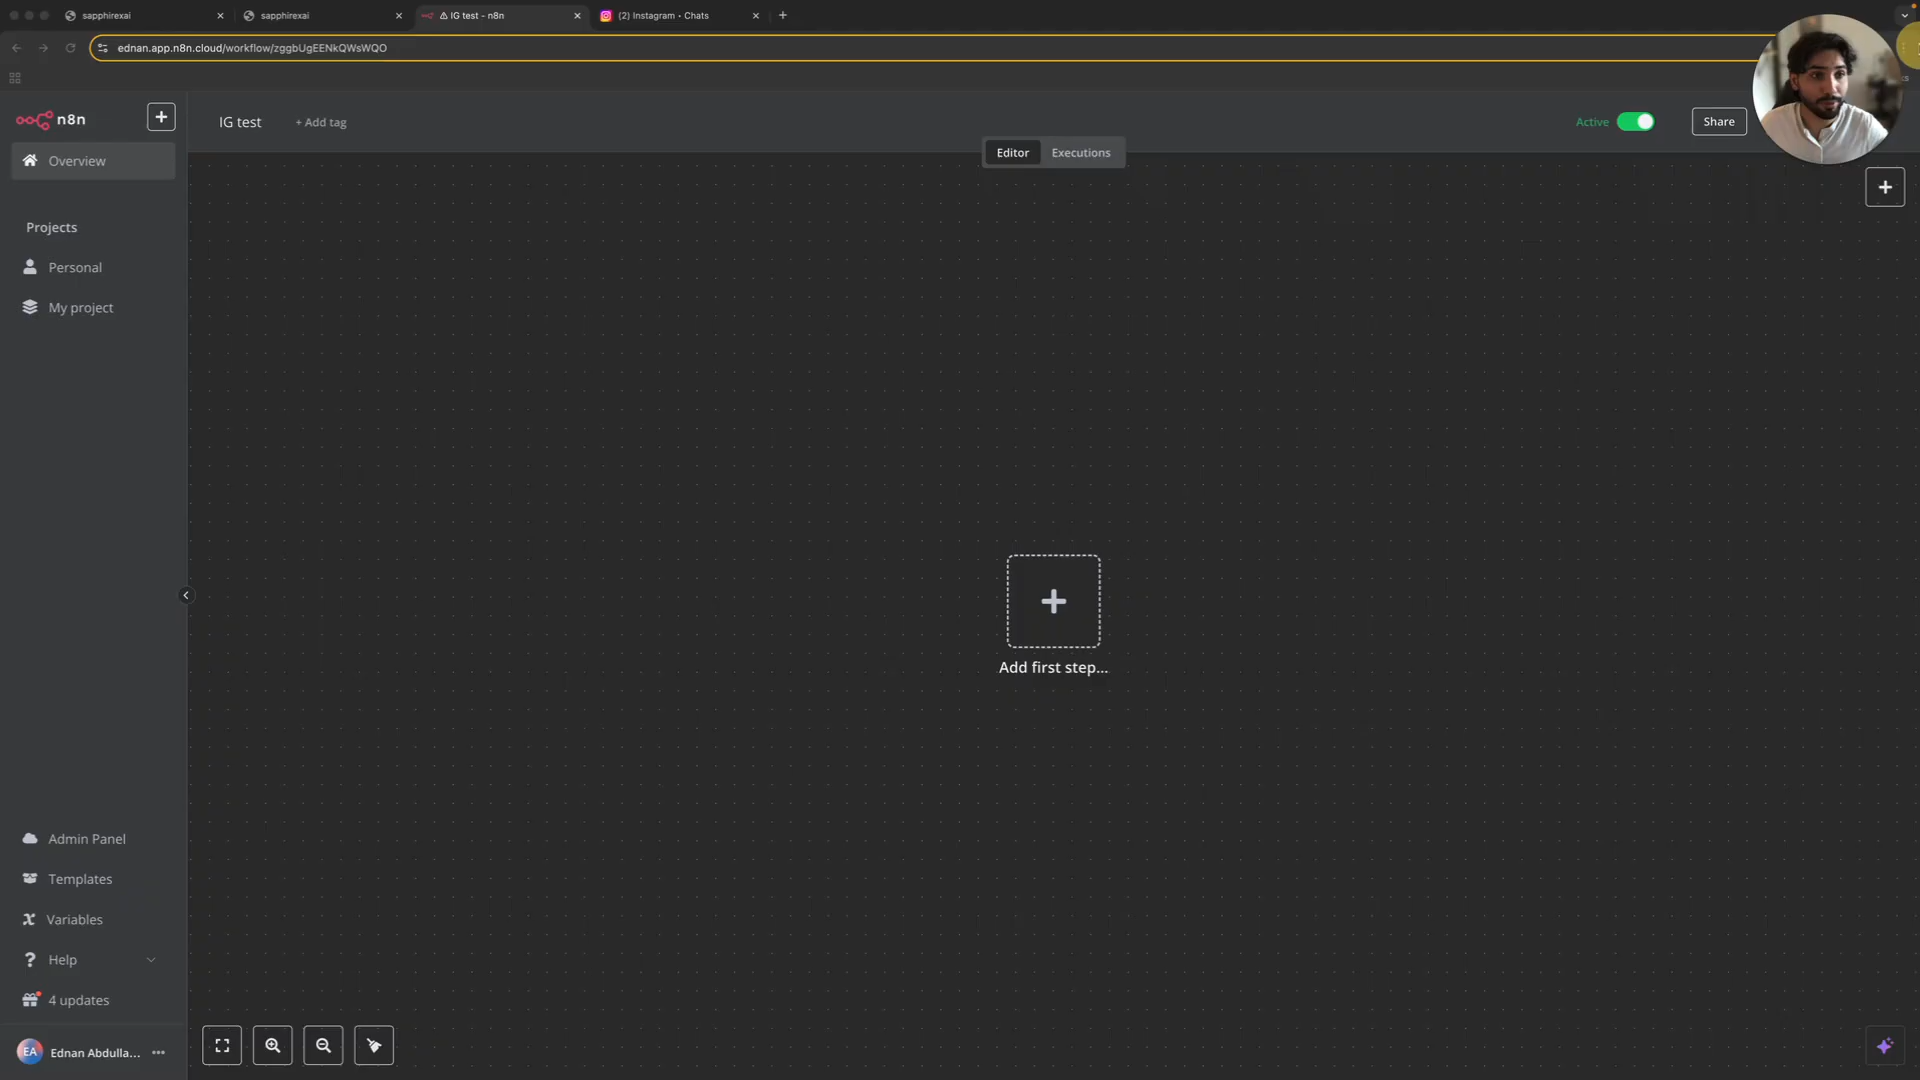 sapphirexai
sapphirexai
⚠ IG test - n8n
(2) Instagram • Chats
ednan.app.n8n.cloud/workflow/zggbUgEENkQWsWQO
n8n
IG test
+ Add tag
Active
Share
Editor
Executions
Overview
Projects
Personal
My project
Add first step...
Admin Panel
Templates
Variables
Help
4 updates
EA
Ednan Abdulla...